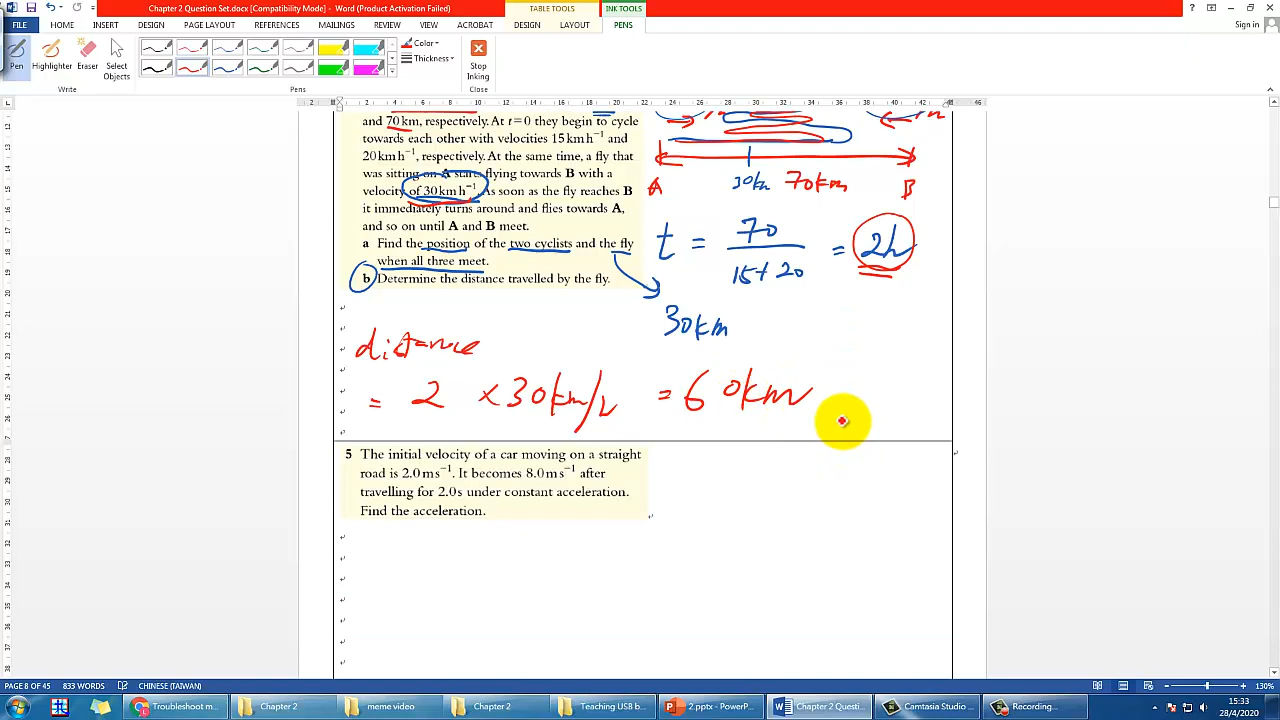 Chapter 2 Question Set.docx [Compatibility Mode] - Word (Product Activation Failed)
TABLE TOOLS
INK TOOLS
FILE HOME INSERT DESIGN PAGE LAYOUT REFERENCES MAILINGS REVIEW VIEW ACROBAT DESIGN LAYOUT PENS
Sign in
Pen Highlighter Eraser Select Objects
Color
Thickness
Stop Inking
Write Pens Close
and 70 km, respectively. At t = 0 they begin to cycle
towards each other with velocities 15 km h⁻¹ and
20 km h⁻¹, respectively. At the same time, a fly that
was sitting on A starts flying towards B with a
velocity of 30 km h⁻¹. As soon as the fly reaches B
it immediately turns around and flies towards A,
and so on until A and B meet.
a Find the position of the two cyclists and the fly
when all three meet.
b Determine the distance travelled by the fly.
A 30km 70km B
t = 70 / 15 + 20 = 2h
30km
distance
= 2 × 30km/h = 60km
5 The initial velocity of a car moving on a straight
road is 2.0 m s⁻¹. It becomes 8.0 m s⁻¹ after
travelling for 2.0 s under constant acceleration.
Find the acceleration.
PAGE 8 OF 45 833 WORDS CHINESE (TAIWAN) 130%
Troubleshoot m... Chapter 2 meme video Chapter 2 Teaching USB b... 2.pptx - PowerP... Chapter 2 Questi... Camtasia Studio ... Recording...
15:33
28/4/2020